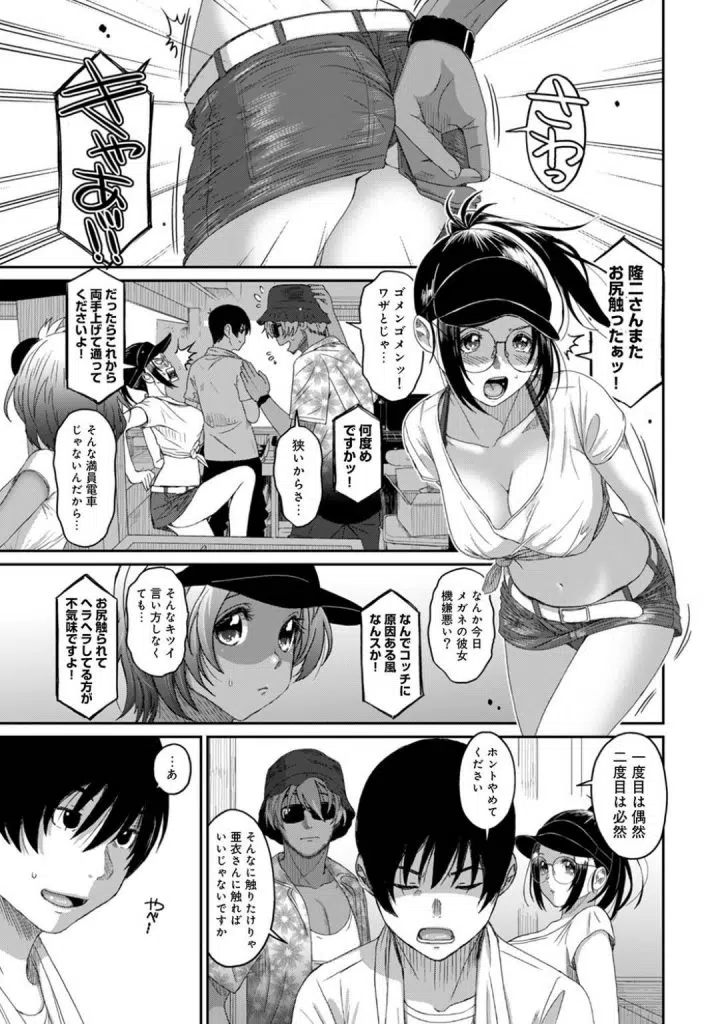 さわっ
キャあッ!!
隆二さんまた
お尻触ったぁッ!
ゴメンゴメンッ!
ワザとじゃ…
何度め
ですかッ!
狭いからさ…
だったらこれから
両手上げて通って
くださいよ!
そんな満員電車
じゃないんだから…
なんか今日
メガネの彼女
機嫌悪い?
なんでコッチに
原因ある風
なんスか!
そんなキツイ
言い方しなく
ても…
お尻触られて
ヘラヘラしてる方が
不気味ですよ!
一度目は偶然
二度目は必然
ホントやめて
ください
そんなに触りたけりゃ
亜衣さんに触れば
いいじゃないですか
…あ
やべ…